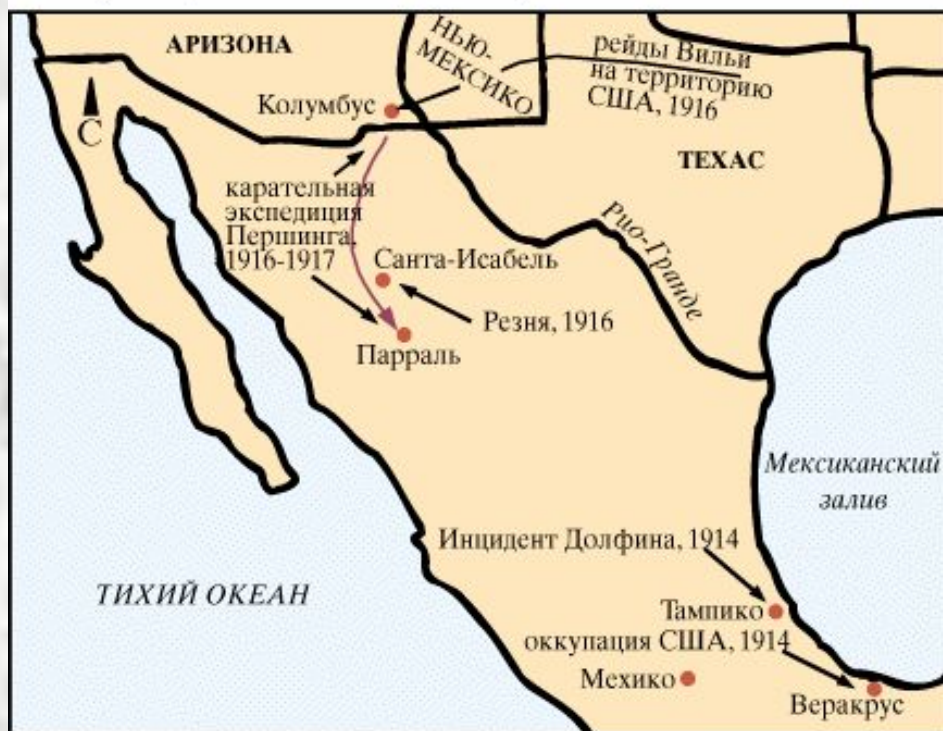 АРИЗОНА
НЬЮ-
МЕКСИКО
рейды Вильи
на территорию
США, 1916
Колумбус
С
ТЕХАС
карательная
экспедиция
Першинга,
1916-1917
Рио-Гранде
Санта-Исабель
Резня, 1916
Парраль
Мексиканский
залив
Инцидент Долфина, 1914
ТИХИЙ ОКЕАН
Тампико
оккупация США, 1914
Мехико
Веракрус